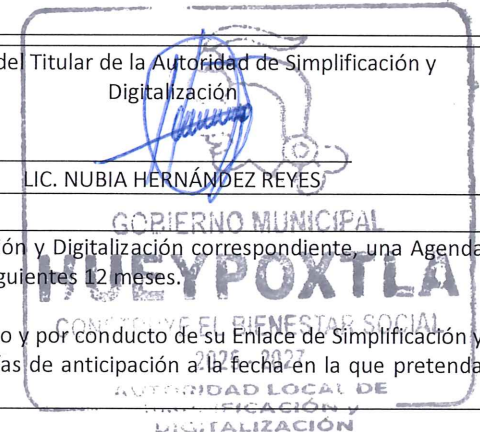 del Titular de la Autoridad de Simplificación y
Digitalización
LIC. NUBIA HERNÁNDEZ REYES
GOBIERNO MUNICIPAL
ón y Digitalización correspondiente, una Agenda
guientes 12 meses.
HUEYPOXTLA
CONSTRUYE EL BIENESTAR SOCIAL
o y por conducto de su Enlace de Simplificación y
2025 - 2027
ías de anticipación a la fecha en la que pretenda
AUTORIDAD LOCAL DE
SIMPLIFICACIÓN Y
DIGITALIZACIÓN